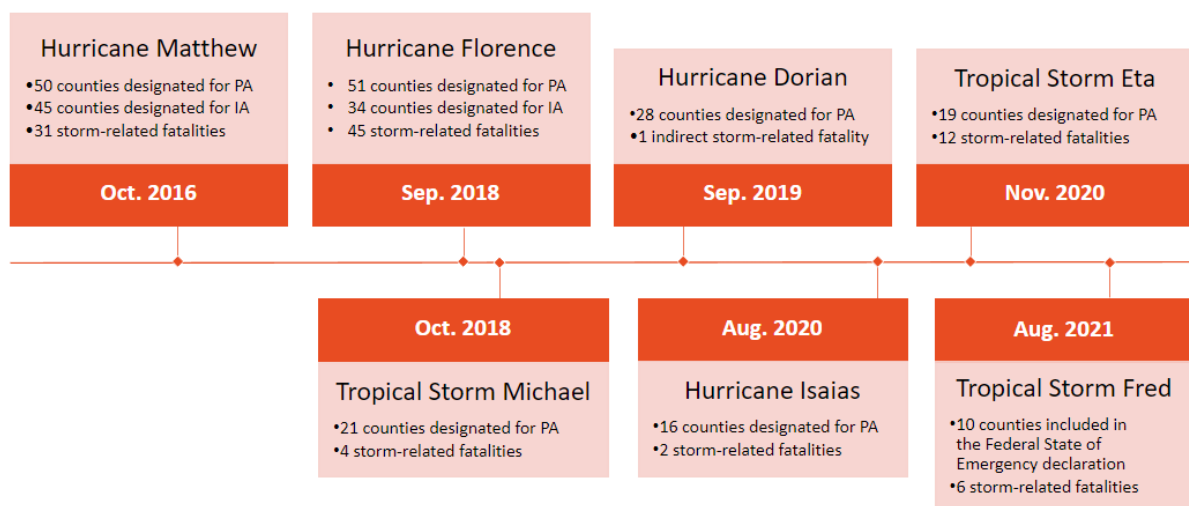 Hurricane Matthew
•50 counties designated for PA
•45 counties designated for IA
•31 storm-related fatalities
Oct. 2016
Hurricane Florence
• 51 counties designated for PA
• 34 counties designated for IA
• 45 storm-related fatalities
Sep. 2018
Hurricane Dorian
•28 counties designated for PA
•1 indirect storm-related fatality
Sep. 2019
Tropical Storm Eta
•19 counties designated for PA
•12 storm-related fatalities
Nov. 2020
Oct. 2018
Tropical Storm Michael
•21 counties designated for PA
•4 storm-related fatalities
Aug. 2020
Hurricane Isaias
•16 counties designated for PA
•2 storm-related fatalities
Aug. 2021
Tropical Storm Fred
•10 counties included in
the Federal State of
Emergency declaration
•6 storm-related fatalities